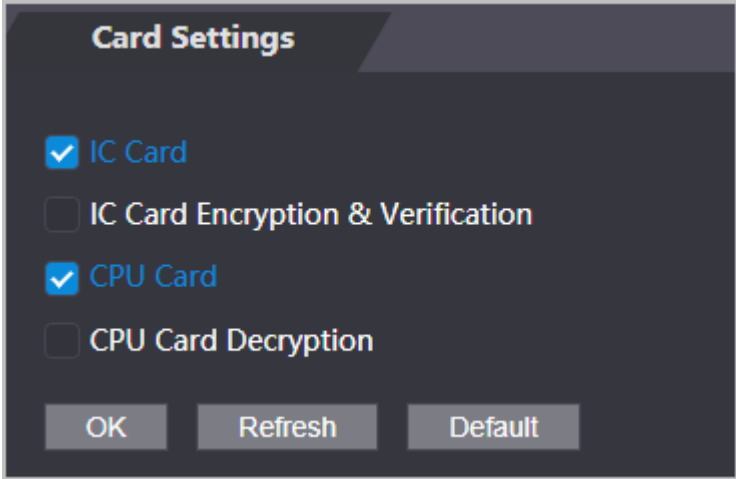 Card Settings
IC Card
IC Card Encryption & Verification
CPU Card
CPU Card Decryption
OK Refresh Default